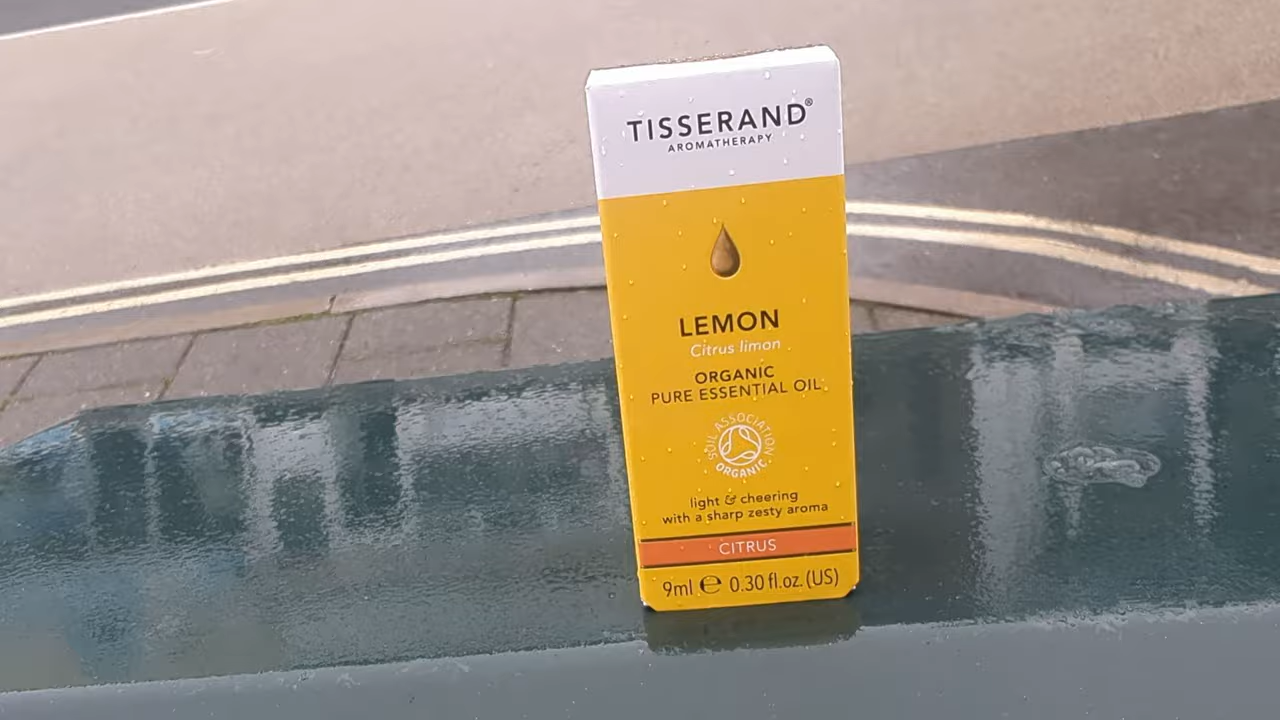 TISSERAND®
AROMATHERAPY
LEMON
Citrus limon
ORGANIC
PURE ESSENTIAL OIL
SOIL ASSOCIATION
ORGANIC
light & cheering
with a sharp zesty aroma
CITRUS
9ml ℮ 0.30 fl.oz. (US)